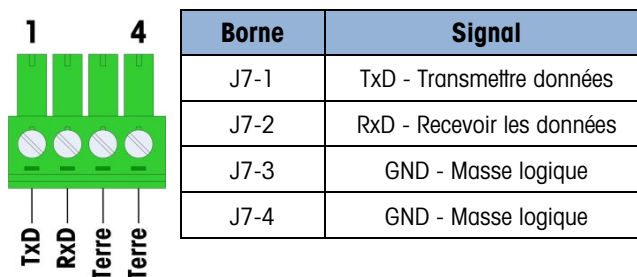 1 4
TxD
RxD
Terre
Terre
Borne Signal
J7-1 TxD - Transmettre données
J7-2 RxD - Recevoir les données
J7-3 GND - Masse logique
J7-4 GND - Masse logique